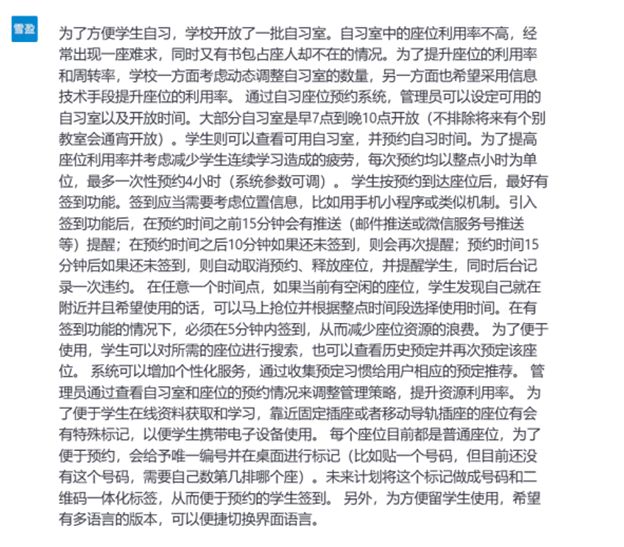 雪盈
为了方便学生自习，学校开放了一批自习室。自习室中的座位利用率不高，经
常出现一座难求，同时又有书包占座人却不在的情况。为了提升座位的利用率
和周转率，学校一方面考虑动态调整自习室的数量，另一方面也希望采用信息
技术手段提升座位的利用率。 通过自习座位预约系统，管理员可以设定可用的
自习室以及开放时间。大部分自习室是早7点到晚10点开放（不排除将来有个别
教室会通宵开放）。学生则可以查看可用自习室，并预约自习时间。为了提高
座位利用率并考虑减少学生连续学习造成的疲劳，每次预约均以整点小时为单
位，最多一次性预约4小时（系统参数可调）。 学生按预约到达座位后，最好有
签到功能。签到应当需要考虑位置信息，比如用手机小程序或类似机制。引入
签到功能后，在预约时间之前15分钟会有推送（邮件推送或微信服务号推送
等）提醒；在预约时间之后10分钟如果还未签到，则会再次提醒；预约时间15
分钟后如果还未签到，则自动取消预约、释放座位，并提醒学生，同时后台记
录一次违约。 在任意一个时间点，如果当前有空闲的座位，学生发现自己就在
附近并且希望使用的话，可以马上抢位并根据整点时间段选择使用时间。在有
签到功能的情况下，必须在5分钟内签到，从而减少座位资源的浪费。 为了便于
使用，学生可以对所需的座位进行搜索，也可以查看历史预定并再次预定该座
位。 系统可以增加个性化服务，通过收集预定习惯给用户相应的预定推荐。 管
理员通过查看自习室和座位的预约情况来调整管理策略，提升资源利用率。 为
了便于学生在线资料获取和学习，靠近固定插座或者移动导轨插座的座位有会
有特殊标记，以便学生携带电子设备使用。 每个座位目前都是普通座位，为了
便于预约，会给予唯一编号并在桌面进行标记（比如贴一个号码，但目前还没
有这个号码，需要自己数第几排哪个座）。未来计划将这个标记做成号码和二
维码一体化标签，从而便于预约的学生签到。 另外，为方便留学生使用，希望
有多语言的版本，可以便捷切换界面语言。